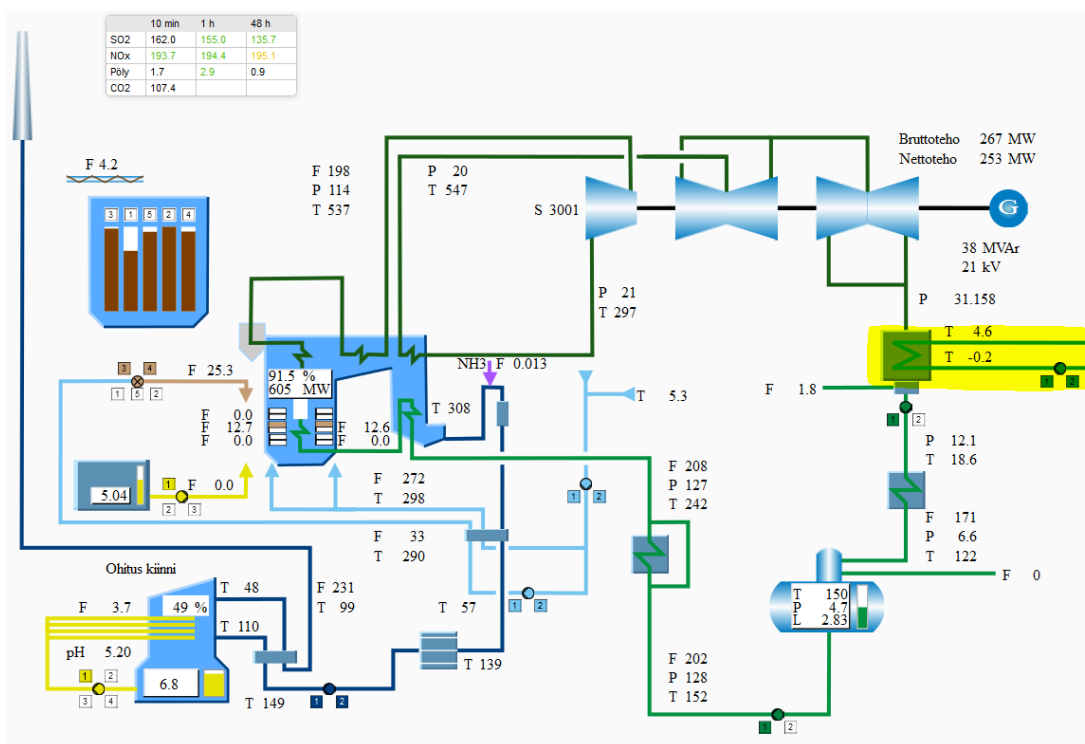 10 min 1 h 48 h
SO2 162.0 155.0 135.7
NOx 193.7 194.4 195.1
Pöly 1.7 2.9 0.9
CO2 107.4
Bruttoteho 267 MW
Nettoteho 253 MW
F 4.2
F 198
P 114
T 537
P 20
T 547
3 1 5 2 4
S 3001
G
38 MVAr
21 kV
P 21
T 297
P 31.158
T 4.6
T -0.2
1 2
NH3 F 0.013
3 4
F 25.3
1 5 2
91.5 %
605 MW
T 308
T 5.3
F 1.8
1 2
F 0.0
F 12.7
F 0.0
F 12.6
F 0.0
P 12.1
T 18.6
5.04
1
F 0.0
2 3
F 272
T 298
1 2
F 208
P 127
T 242
F 33
T 290
F 171
P 6.6
T 122
Ohitus kiinni
F 0
T 48
F 231
T 99
1 2
T 57
T 150
P 4.7
L 2.83
F 3.7
49 %
T 110
pH 5.20
T 139
F 202
P 128
T 152
1 2
3 4
6.8
T 149
1 2
1 2